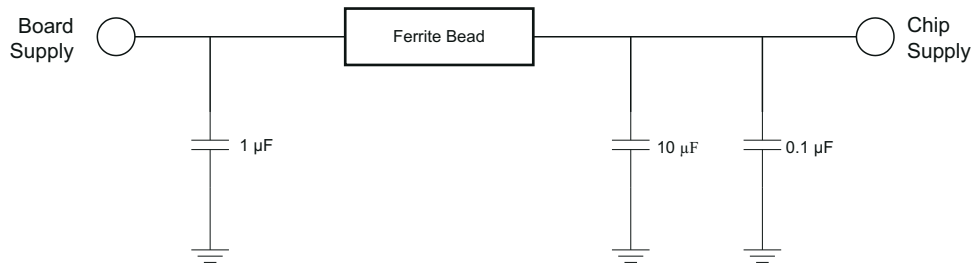 Board
Supply
Ferrite Bead
Chip
Supply
1 µF
10 µF
0.1 µF